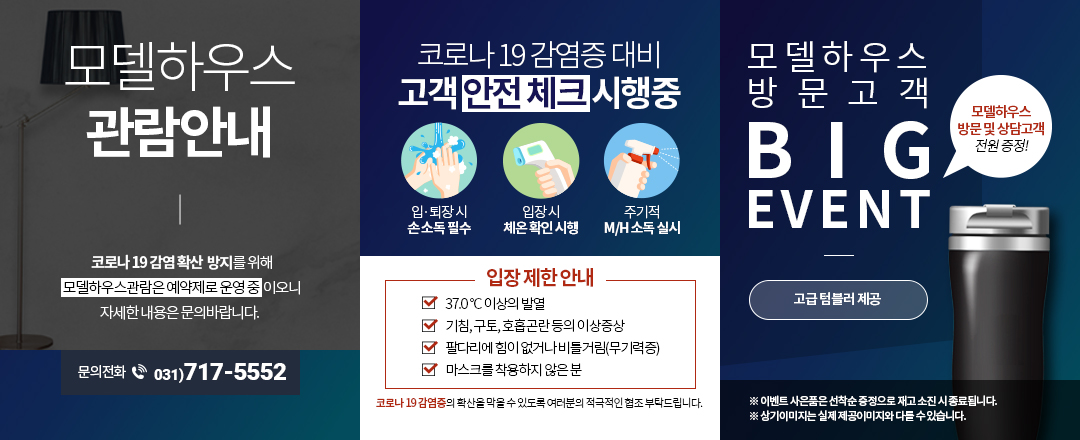 모델하우스
관람안내
코로나 19 감염 확산 방지를 위해
모델하우스관람은 예약제로 운영 중 이오니
자세한 내용은 문의바랍니다.
문의전화 031)717-5552
코로나 19 감염증 대비
고객 안전 체크 시행중
입·퇴장 시
손 소독 필수
입장 시
체온 확인 시행
주기적
M/H 소독 실시
입장 제한 안내
37.0℃ 이상의 발열
기침, 구토, 호흡곤란 등의 이상증상
팔다리에 힘이 없거나 비틀거림(무기력증)
마스크를 착용하지 않은 분
코로나 19 감염증의 확산을 막을 수 있도록 여러분의 적극적인 협조 부탁드립니다.
모델하우스
방문고객
BIG
EVENT
모델하우스
방문 및 상담고객
전원 증정!
고급 텀블러 제공
※ 이벤트 사은품은 선착순 증정으로 재고 소진 시 종료됩니다.
※ 상기이미지는 실제 제공이미지와 다를 수 있습니다.